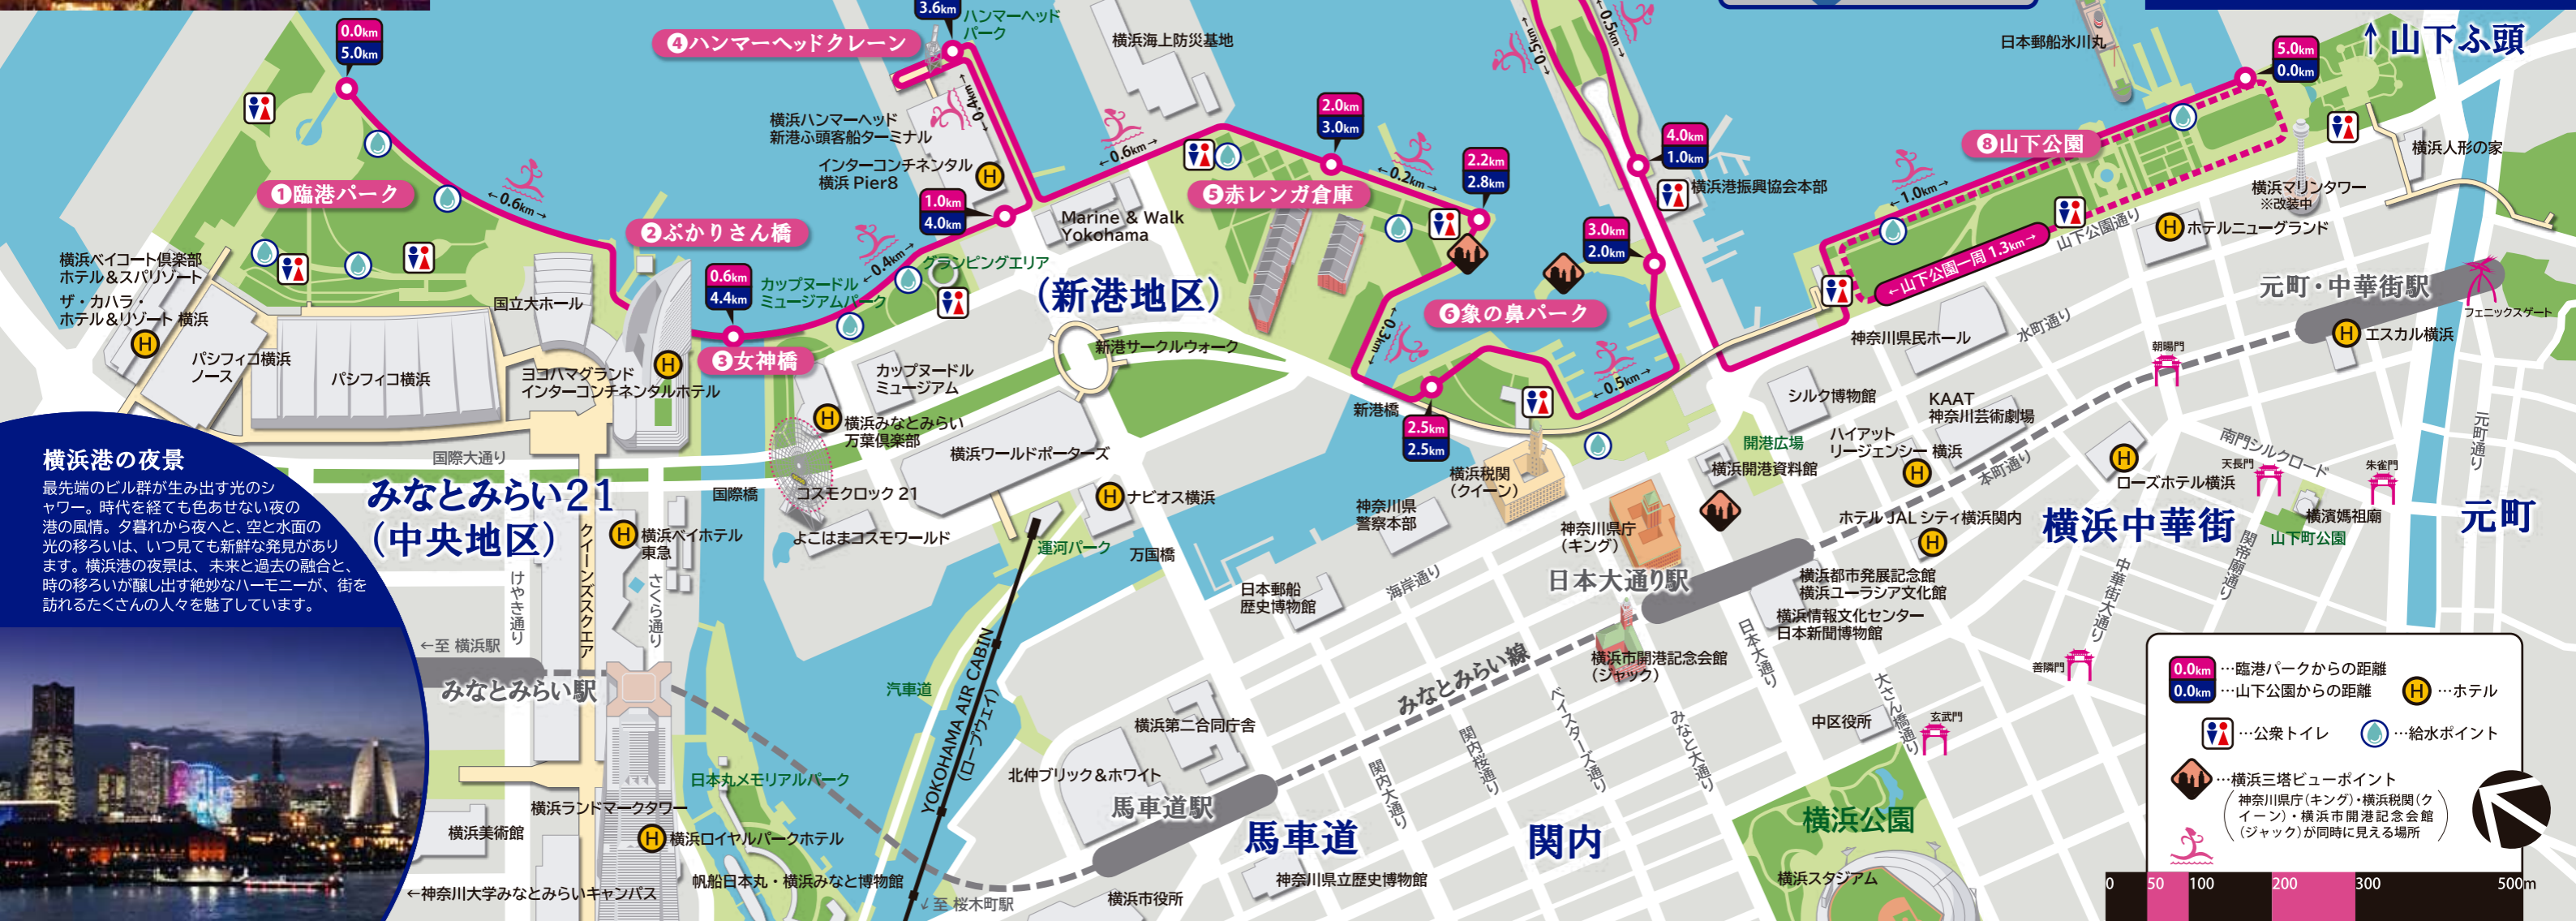 0.0km
5.0km
❶臨港パーク
←0.6km→
横浜ベイコート倶楽部
ホテル＆スパリゾート
ザ・カハラ・
ホテル＆リゾート 横浜
H
パシフィコ横浜
ノース
パシフィコ横浜
国立大ホール
ヨコハマグランド
インターコンチネンタルホテル
H
❷ぷかりさん橋
0.6km
4.4km
❸女神橋
カップヌードル
ミュージアムパーク
←0.4km→
グランピングエリア
3.6km
ハンマーヘッド
パーク
❹ハンマーヘッドクレーン
←0.4km→
横浜ハンマーヘッド
新港ふ頭客船ターミナル
インターコンチネンタル
横浜 Pier8
H
1.0km
4.0km
横浜海上防災基地
←0.6km→
Marine & Walk
Yokohama
（新港地区）
新港サークルウォーク
❺赤レンガ倉庫
2.0km
3.0km
←0.2km→
2.2km
2.8km
←0.3km→
新港橋
2.5km
2.5km
❻象の鼻パーク
←0.5km→
3.0km
2.0km
←0.5km→
←0.5km→
4.0km
1.0km
横浜港振興協会本部
日本郵船氷川丸
↑山下ふ頭
5.0km
0.0km
❽山下公園
←1.0km→
←山下公園一周 1.3km→
山下公園通り
横浜マリンタワー
※改装中
横浜人形の家
H
ホテルニューグランド
元町・中華街駅
フェニックスゲート
H
エスカル横浜
神奈川県民ホール
水町通り
朝暘門
シルク博物館
KAAT
神奈川芸術劇場
開港広場
横浜開港資料館
ハイアット
リージェンシー 横浜
H
本町通り
H
ローズホテル横浜
南門シルクロード
天長門
朱雀門
横濱媽祖廟
山下町公園
元町通り
元町
横浜中華街
関帝廟通り
中華街大通り
善隣門
ホテル JAL シティ横浜関内
H
カップヌードル
ミュージアム
H
横浜みなとみらい
万葉倶楽部
横浜ワールドポーターズ
国際橋
コスモクロック 21
よこはまコスモワールド
H
ナビオス横浜
運河パーク
万国橋
横浜税関
（クイーン）
神奈川県
警察本部
神奈川県庁
（キング）
日本大通り駅
横浜都市発展記念館
横浜ユーラシア文化館
横浜情報文化センター
日本新聞博物館
日本郵船
歴史博物館
海岸通り
横浜市開港記念会館
（ジャック）
日本大通り
みなとみらい線
ベイスターズ通り
みなと大通り
大さん橋通り
中区役所
玄武門
横浜港の夜景
最先端のビル群が生み出す光のシ
ャワー。時代を経ても色あせない夜の
港の風情。夕暮れから夜へと、空と水面の
光の移ろいは、いつ見ても新鮮な発見があり
ます。横浜港の夜景は、未来と過去の融合と、
時の移ろいが醸し出す絶妙なハーモニーが、街を
訪れるたくさんの人々を魅了しています。
国際大通り
みなとみらい21
（中央地区）
クイーンズスクエア
けやき通り
さくら通り
H
横浜ベイホテル
東急
←至 横浜駅
みなとみらい駅
汽車道
YOKOHAMA AIR CABIN
（ロープウェイ）
日本丸メモリアルパーク
横浜ランドマークタワー
横浜美術館
H
横浜ロイヤルパークホテル
←神奈川大学みなとみらいキャンパス
帆船日本丸・横浜みなと博物館
↙至 桜木町駅
横浜第二合同庁舎
北仲ブリック＆ホワイト
馬車道駅
馬車道
横浜市役所
神奈川県立歴史博物館
関内大通り
関内桜通り
関内
横浜公園
横浜スタジアム
0.0km …臨港パークからの距離
0.0km …山下公園からの距離
H …ホテル
…公衆トイレ
…給水ポイント
…横浜三塔ビューポイント
（神奈川県庁（キング）・横浜税関（ク
イーン）・横浜市開港記念会館
（ジャック）が同時に見える場所）
0 50 100 200 300 500m